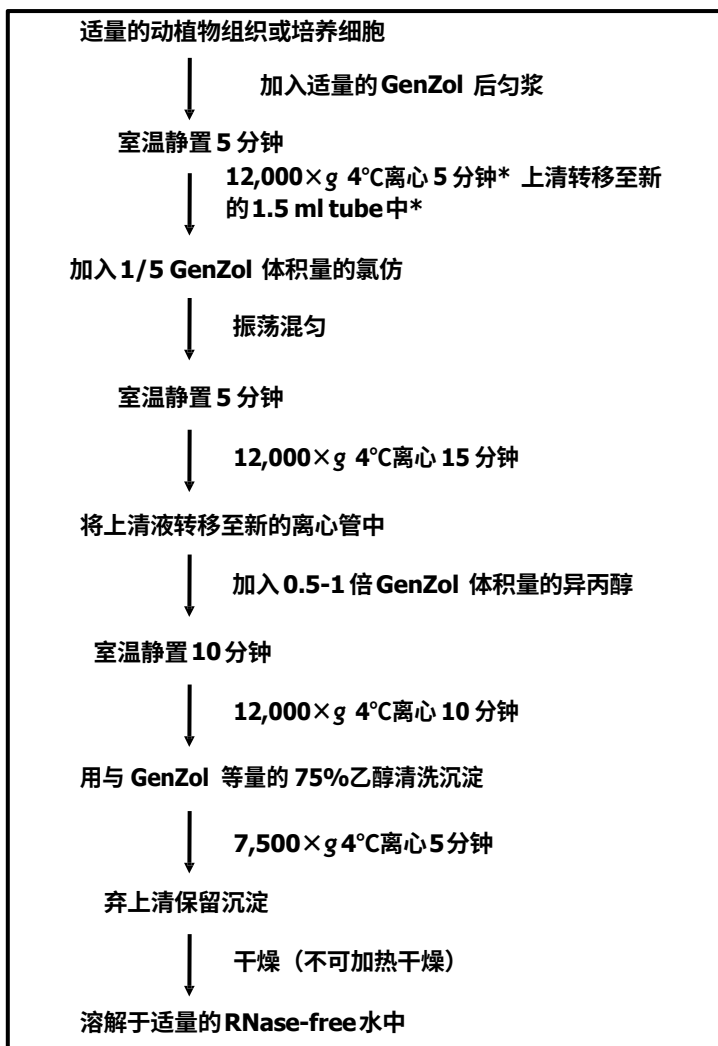 适量的动植物组织或培养细胞
加入适量的GenZol 后匀浆
室温静置5 分钟
12,000×g 4℃离心5 分钟* 上清转移至新
的1.5 ml tube中*
加入1/5 GenZol 体积量的氯仿
振荡混匀
室温静置5 分钟
12,000×g 4℃离心 15 分钟
将上清液转移至新的离心管中
加入0.5-1 倍GenZol 体积量的异丙醇
室温静置10 分钟
12,000×g 4℃离心 10 分钟
用与 GenZol 等量的 75%乙醇清洗沉淀
7,500×g 4℃离心5分钟
弃上清保留沉淀
干燥（不可加热干燥）
溶解于适量的RNase-free水中